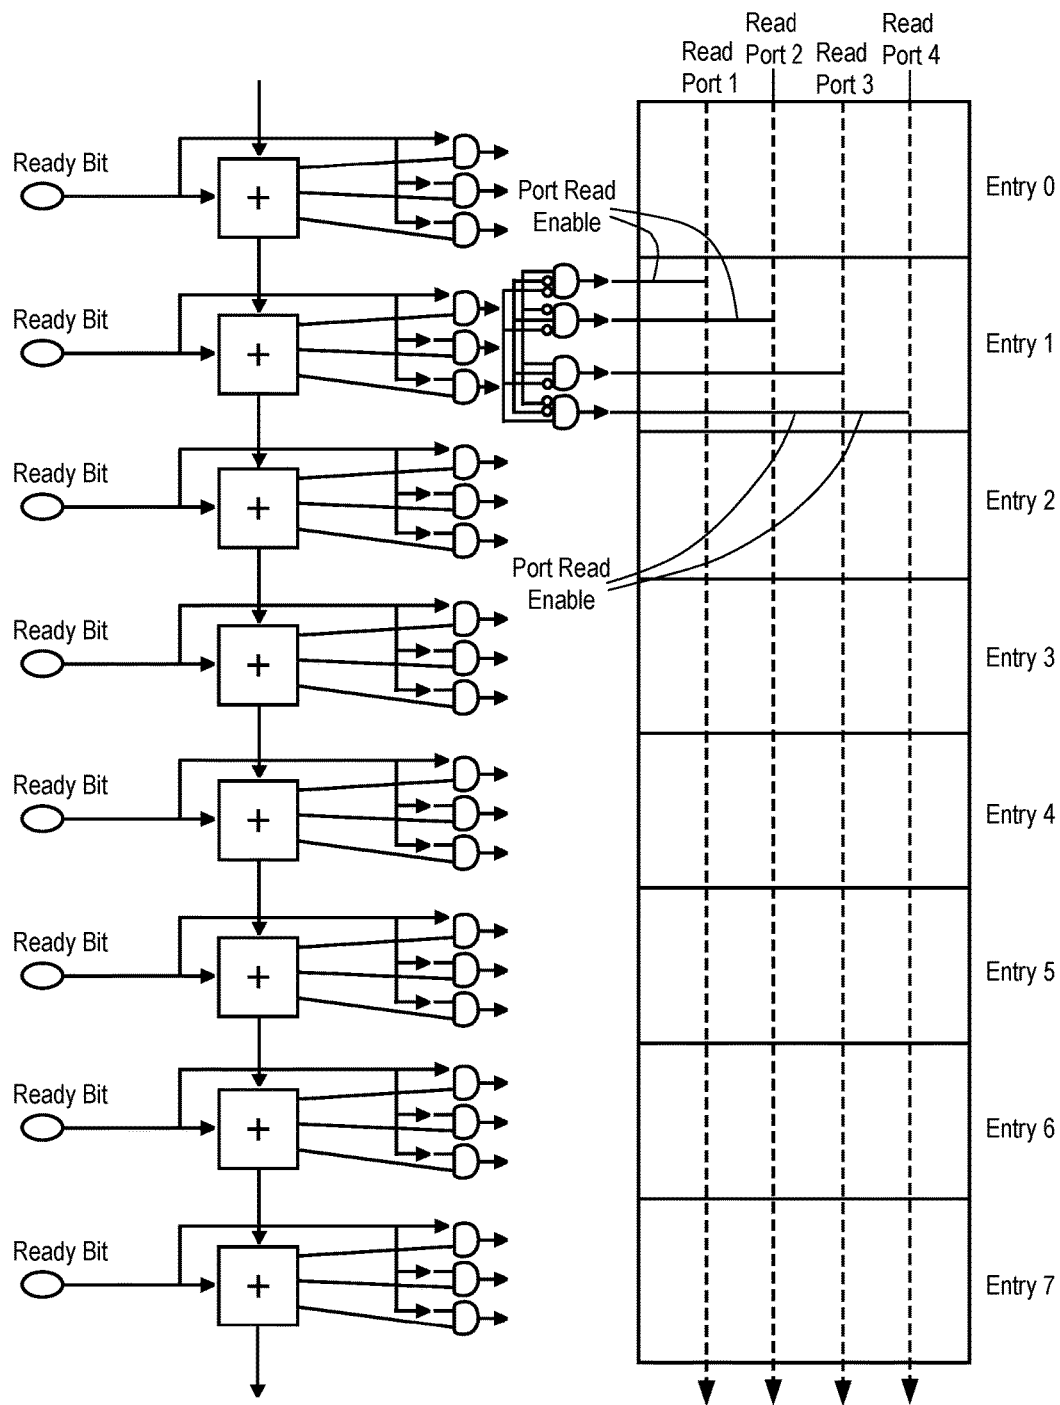 Read
Port 1
Read
Port 2
Read
Port 3
Read
Port 4
Ready Bit
+
Entry 0
Port Read
Enable
Ready Bit
+
Entry 1
Ready Bit
+
Entry 2
Port Read
Enable
Ready Bit
+
Entry 3
Ready Bit
+
Entry 4
Ready Bit
+
Entry 5
Ready Bit
+
Entry 6
Ready Bit
+
Entry 7